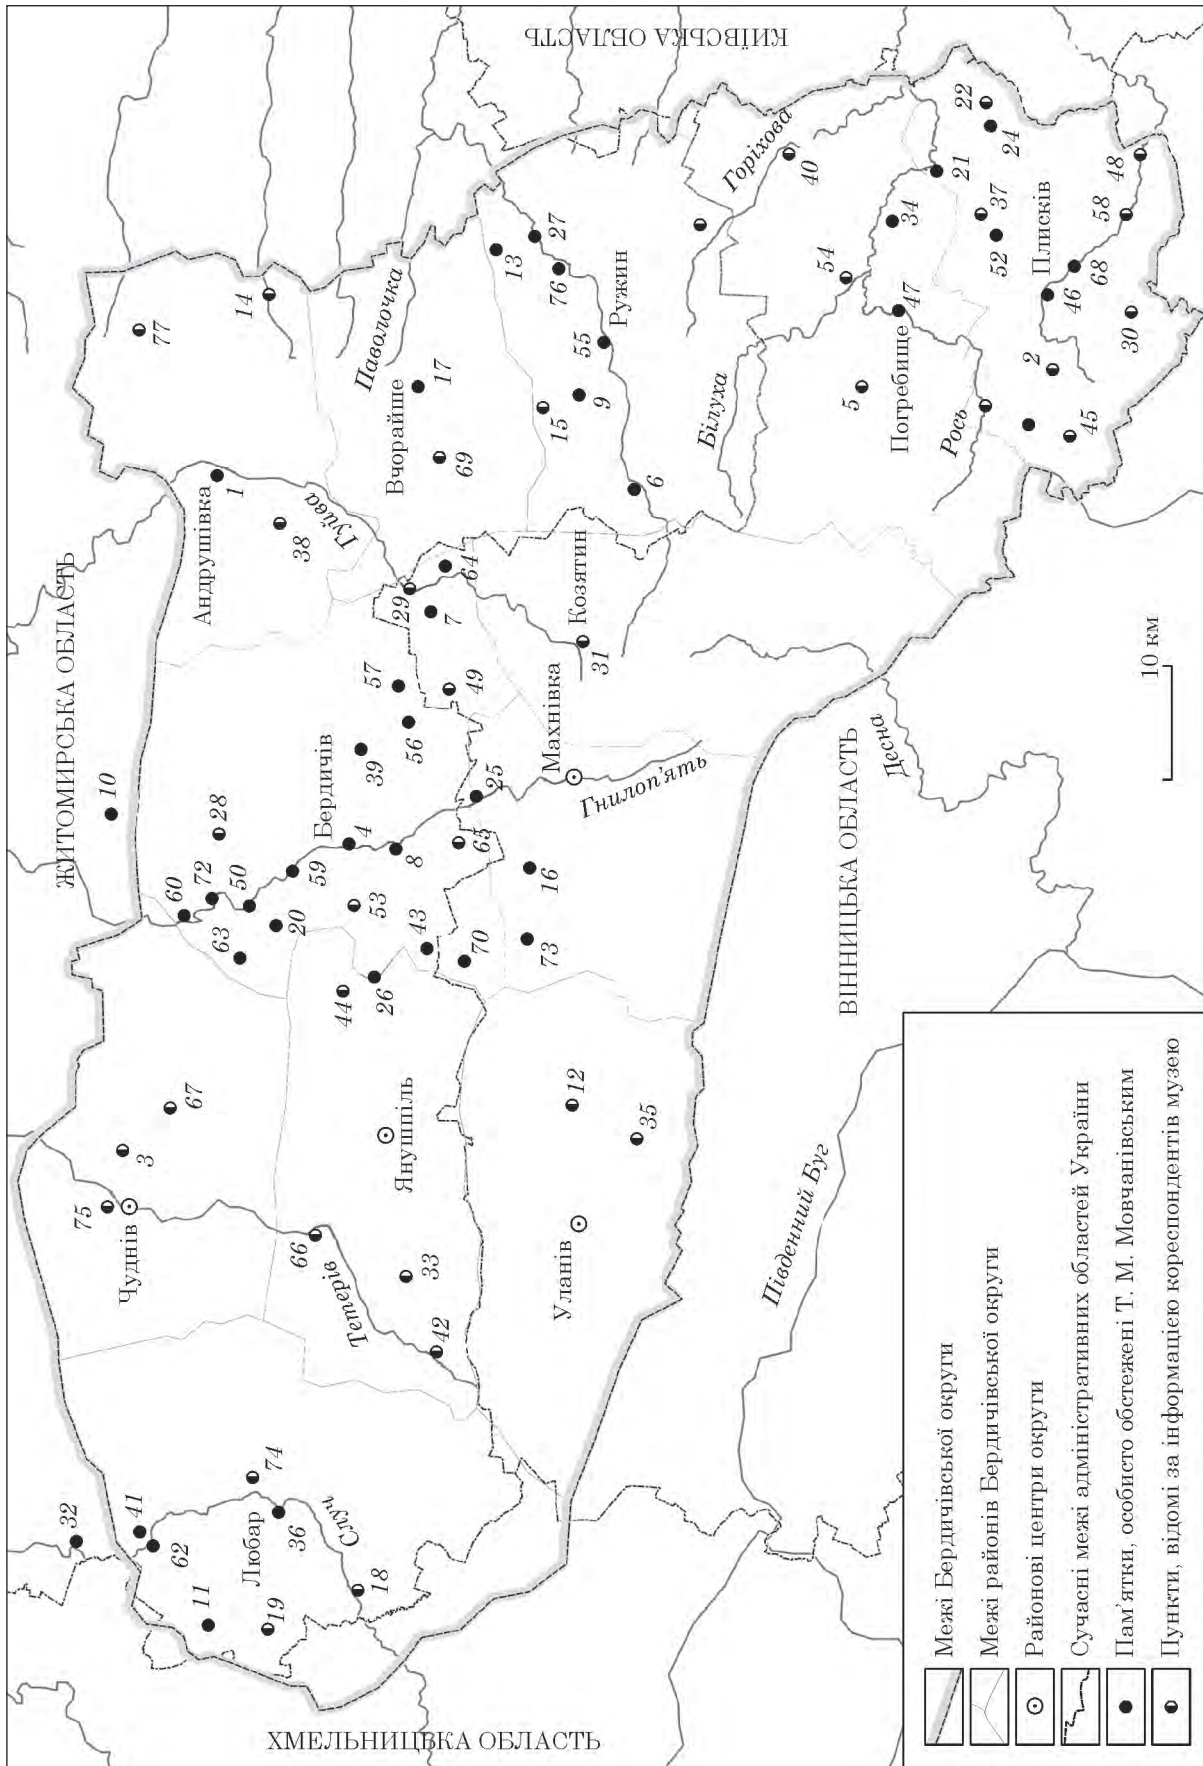 ЖИТОМИРСЬКА ОБЛАСТЬ
КИЇВСЬКА ОБЛАСТЬ
ХМЕЛЬНИЦЬКА ОБЛАСТЬ
ВІННИЦЬКА ОБЛАСТЬ
32
41
62
11
Любар
74
19
36
Случ
18
75
Чуднів
3
67
66
Тетерів
33
42
Янушпіль
Уланів
12
35
Південний Буг
10
60
72
28
50
63
20
59
Бердичів
4
53
39
8
44
26
43
65
70
16
73
25
56
57
49
Махнівка
Гнилоп'ять
Андрушівка
1
38
Гуйва
29
7
64
Козятин
31
77
14
Паволочка
Вчорайше
17
69
13
27
76
15
9
55
Ружин
6
Білуха
Горіхова
40
54
5
47
34
Погребище
Рось
21
22
24
37
52
Плисків
46
68
58
48
2
30
45
Десна
10 км
Межі Бердичівської округи
Межі районів Бердичівської округи
Районові центри округи
Сучасні межі адміністративних областей України
Пам'ятки, особисто обстежені Т. М. Мовчанівським
Пункти, відомі за інформацією кореспондентів музею